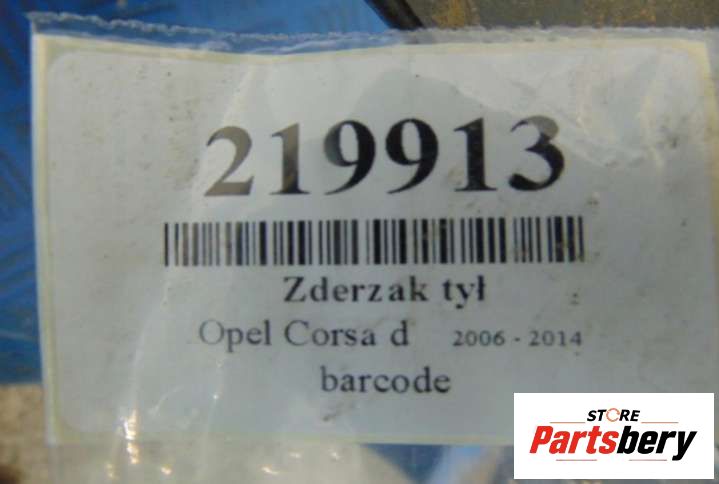 219913
Zderzak tył
Opel Corsa d 2006 - 2014
barcode
STORE
Partsbery